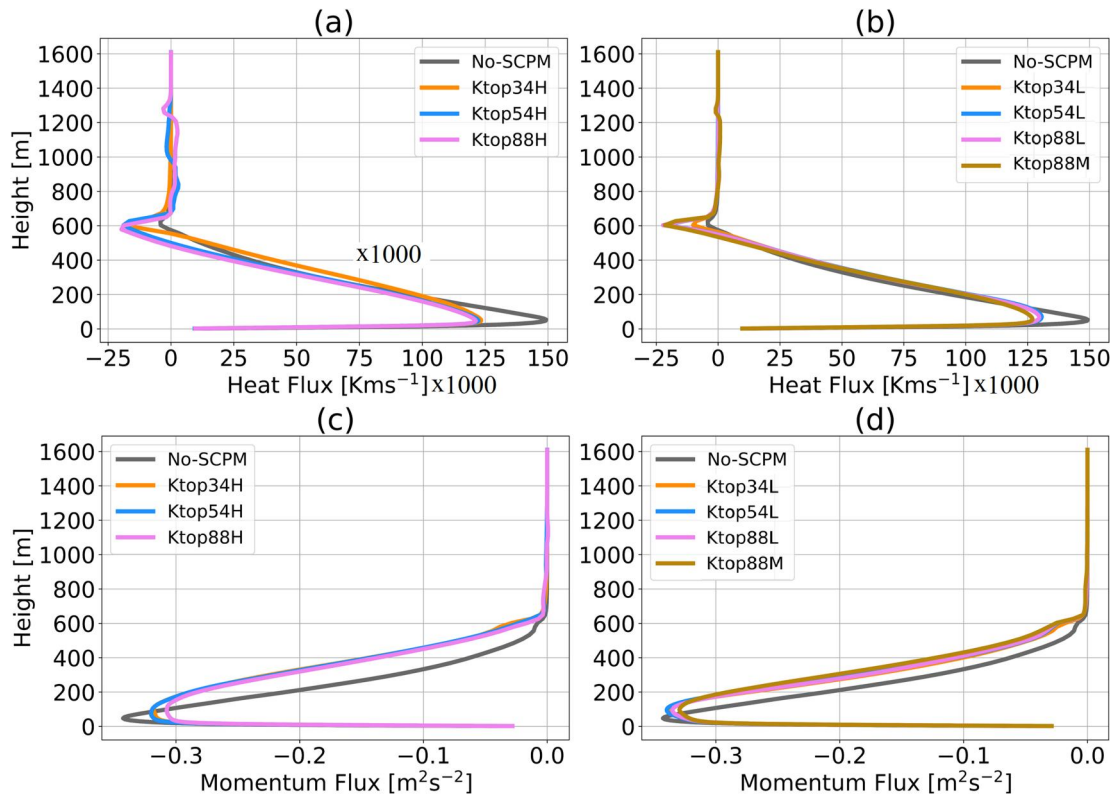 (a)
(b)
1600
1400
1200
1000
800
600
400
200
0
Height [m]
No-SCPM
Ktop34H
Ktop54H
Ktop88H
x1000
−25 0 25 50 75 100 125 150
Heat Flux [Kms⁻¹] x1000
1600
1400
1200
1000
800
600
400
200
0
No-SCPM
Ktop34L
Ktop54L
Ktop88L
Ktop88M
−25 0 25 50 75 100 125 150
Heat Flux [Kms⁻¹] x1000
(c)
(d)
1600
1400
1200
1000
800
600
400
200
0
Height [m]
No-SCPM
Ktop34H
Ktop54H
Ktop88H
−0.3 −0.2 −0.1 0.0
Momentum Flux [m²s⁻²]
1600
1400
1200
1000
800
600
400
200
0
No-SCPM
Ktop34L
Ktop54L
Ktop88L
Ktop88M
−0.3 −0.2 −0.1 0.0
Momentum Flux [m²s⁻²]